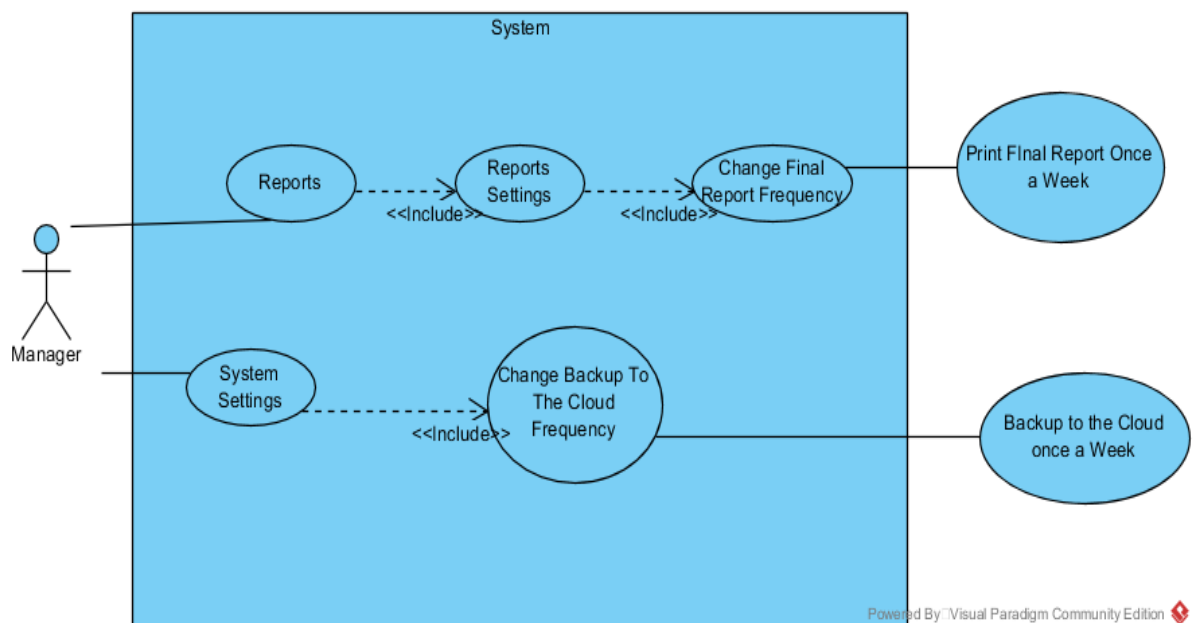 System
Reports
<<Include>>
Reports
Settings
<<Include>>
Change Final
Report Frequency
Print FInal Report Once
a Week
Manager
System
Settings
<<Include>>
Change Backup To
The Cloud
Frequency
Backup to the Cloud
once a Week
Powered By Visual Paradigm Community Edition